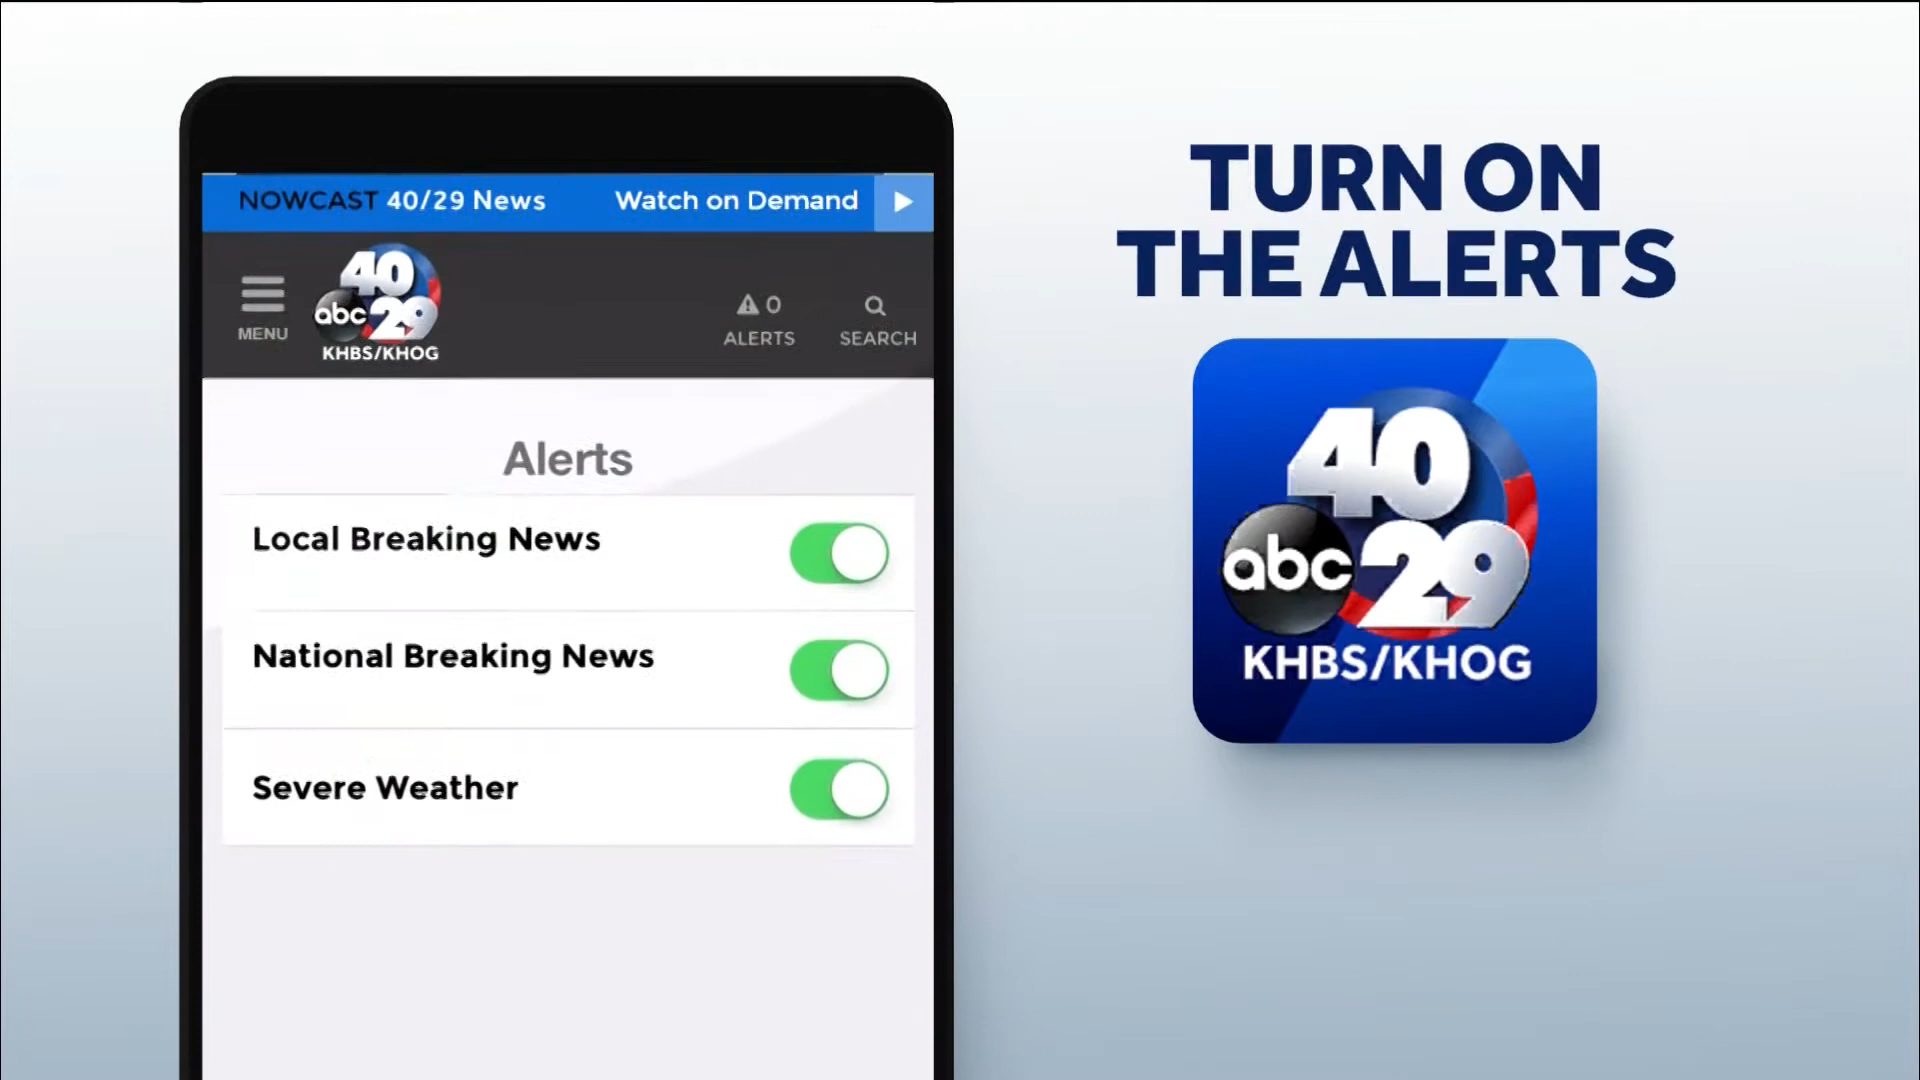 NOWCAST 40/29 News Watch on Demand
MENU
40
abc 29
KHBS/KHOG
0
ALERTS
SEARCH
Alerts
Local Breaking News
National Breaking News
Severe Weather
TURN ON
THE ALERTS
40
abc 29
KHBS/KHOG